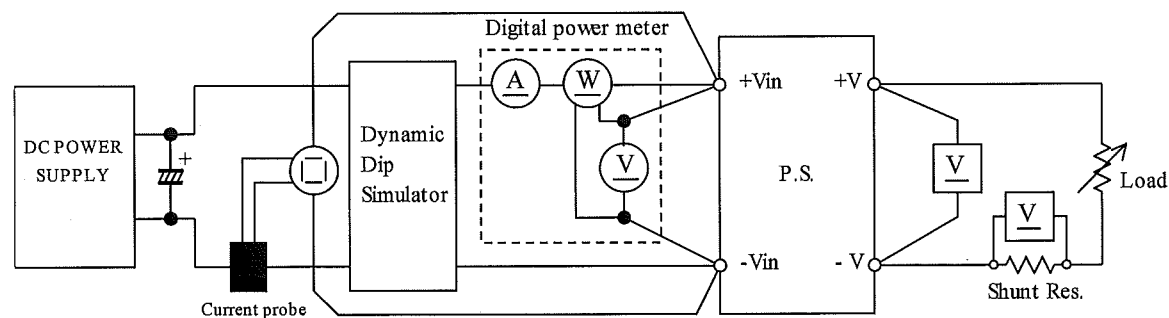 Digital power meter
DC POWER
SUPPLY
+
Current probe
Dynamic
Dip
Simulator
A
W
V
+Vin
-Vin
P.S.
+V
- V
V
V
Load
Shunt Res.